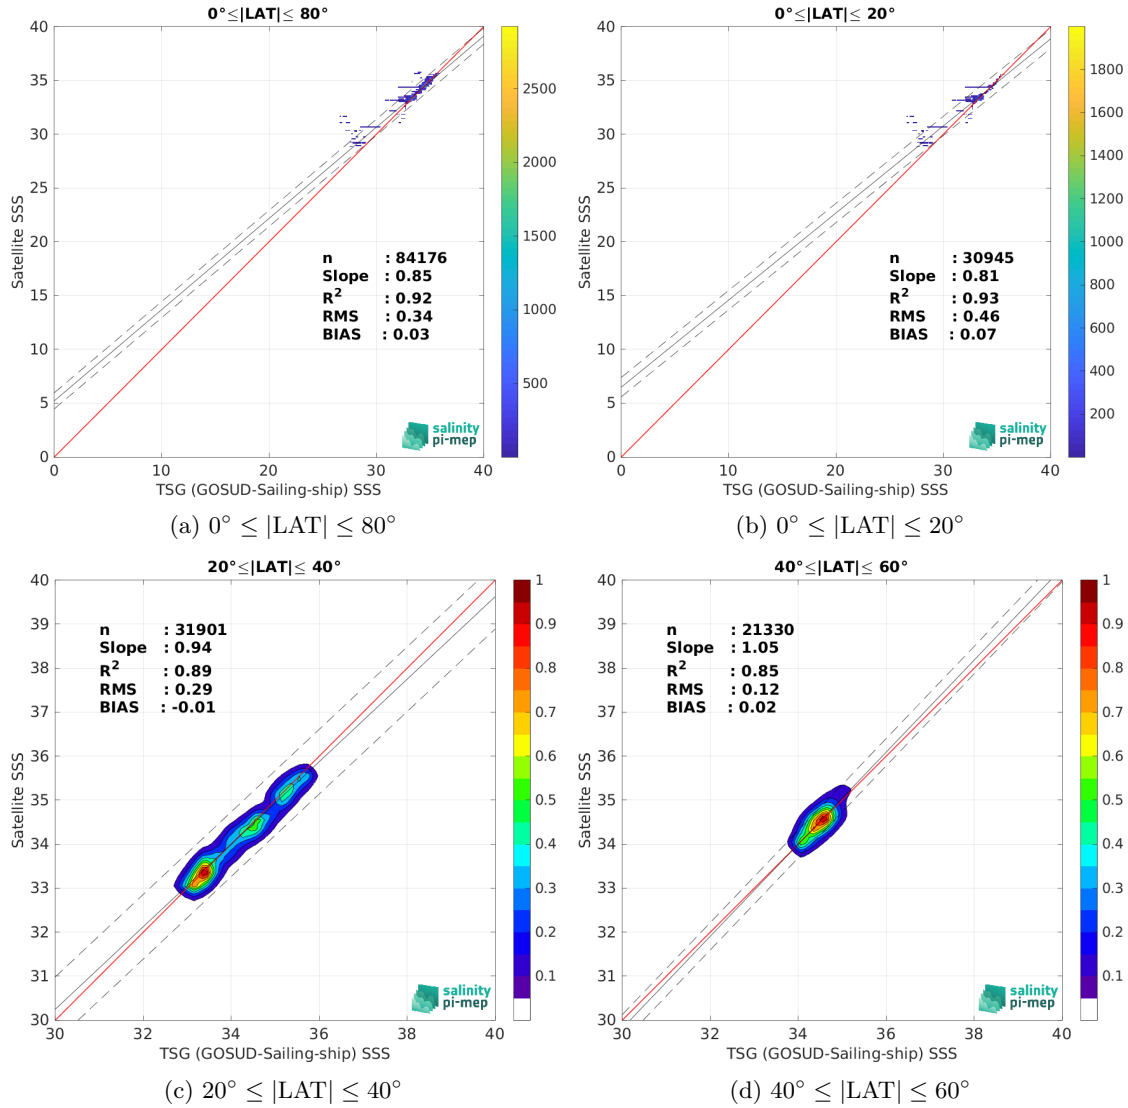 0°≤|LAT|≤ 80°
40
35
30
25
20
15
10
5
0
Satellite SSS
n : 84176
Slope : 0.85
R²  : 0.92
RMS : 0.34
BIAS : 0.03
salinity
pi-mep
0 10 20 30 40
TSG (GOSUD-Sailing-ship) SSS
2500
2000
1500
1000
500
(a) 0° ≤ |LAT| ≤ 80°
0°≤|LAT|≤ 20°
40
35
30
25
20
15
10
5
0
Satellite SSS
n : 30945
Slope : 0.81
R² : 0.93
RMS : 0.46
BIAS : 0.07
salinity
pi-mep
0 10 20 30 40
TSG (GOSUD-Sailing-ship) SSS
1800
1600
1400
1200
1000
800
600
400
200
(b) 0° ≤ |LAT| ≤ 20°
20°≤|LAT|≤ 40°
40
39
38
37
36
35
34
33
32
31
30
Satellite SSS
n : 31901
Slope : 0.94
R² : 0.89
RMS : 0.29
BIAS : -0.01
salinity
pi-mep
30 32 34 36 38 40
TSG (GOSUD-Sailing-ship) SSS
1
0.9
0.8
0.7
0.6
0.5
0.4
0.3
0.2
0.1
(c) 20° ≤ |LAT| ≤ 40°
40°≤|LAT|≤ 60°
40
39
38
37
36
35
34
33
32
31
30
Satellite SSS
n : 21330
Slope : 1.05
R² : 0.85
RMS : 0.12
BIAS : 0.02
salinity
pi-mep
30 32 34 36 38 40
TSG (GOSUD-Sailing-ship) SSS
1
0.9
0.8
0.7
0.6
0.5
0.4
0.3
0.2
0.1
(d) 40° ≤ |LAT| ≤ 60°